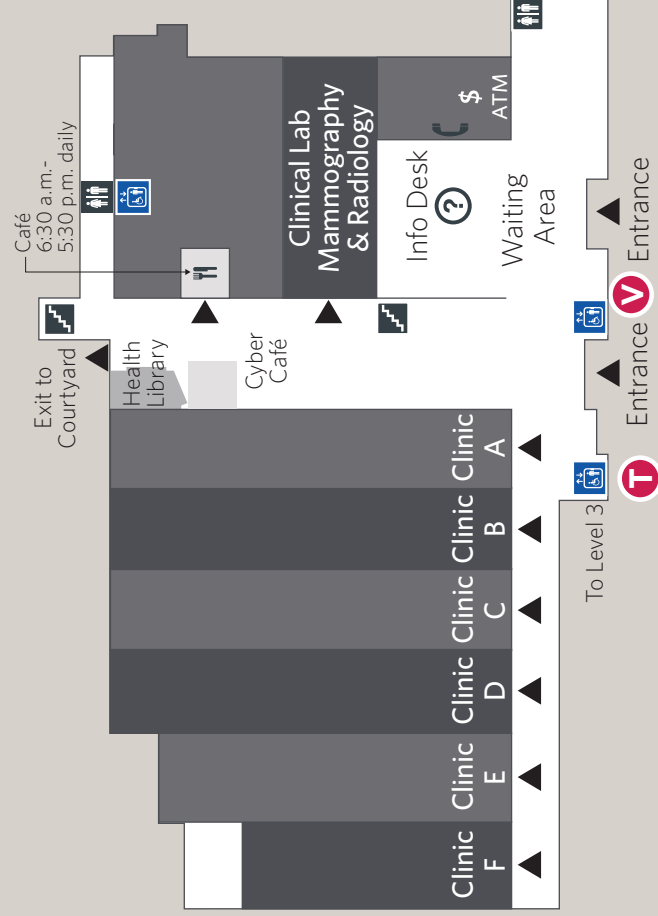 Café
6:30 a.m.-
5:30 p.m. daily
Exit to
Courtyard
Health
Library
Cyber
Café
Clinical Lab
Mammography
& Radiology
$
ATM
Info Desk
?
Waiting
Area
Clinic
A
Clinic
B
Clinic
C
Clinic
D
Clinic
E
Clinic
F
To Level 3
T
Entrance
V
Entrance